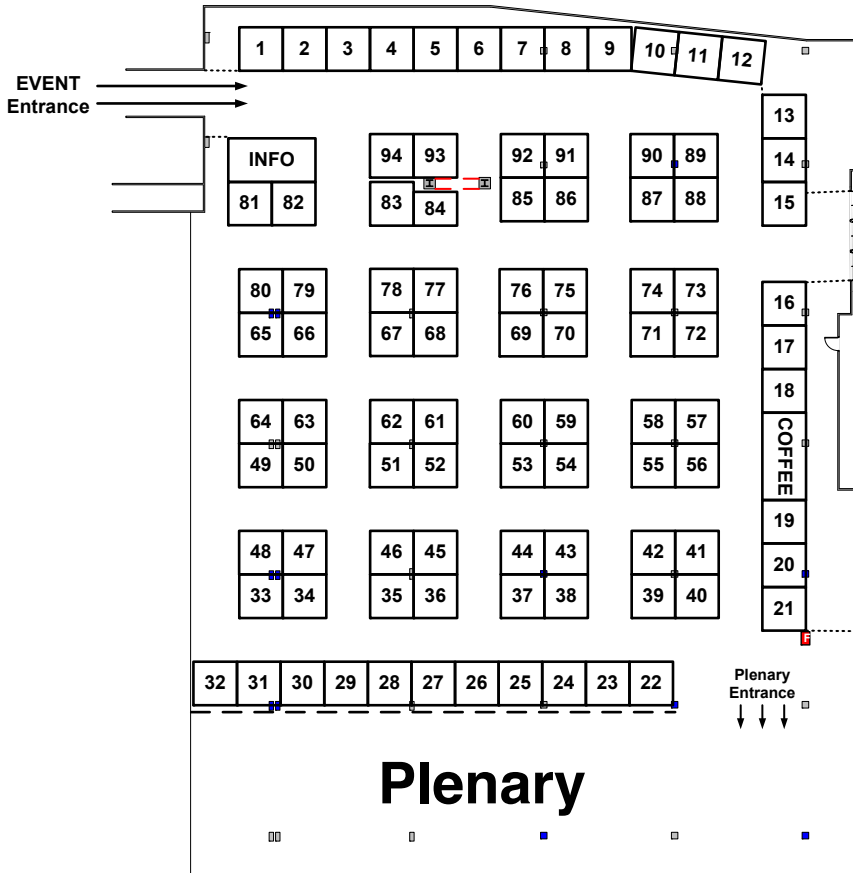 1 2 3 4 5 6 7 8 9 10 11 12
EVENT
Entrance
13
INFO 94 93 92 91 90 89 14
81 82 83 84 85 86 87 88 15
H H
80 79 78 77 76 75 74 73 16
65 66 67 68 69 70 71 72 17
18
64 63 62 61 60 59 58 57 COFFEE
49 50 51 52 53 54 55 56
19
48 47 46 45 44 43 42 41 20
33 34 35 36 37 38 39 40 21
F
32 31 30 29 28 27 26 25 24 23 22
Plenary
Entrance
Plenary